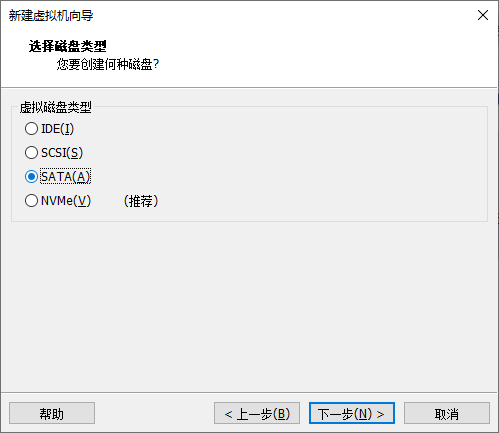 新建虚拟机向导
选择磁盘类型
您要创建何种磁盘?
虚拟磁盘类型
IDE(I)
SCSI(S)
SATA(A)
NVMe(V) (推荐)
帮助 < 上一步(B) 下一步(N) > 取消